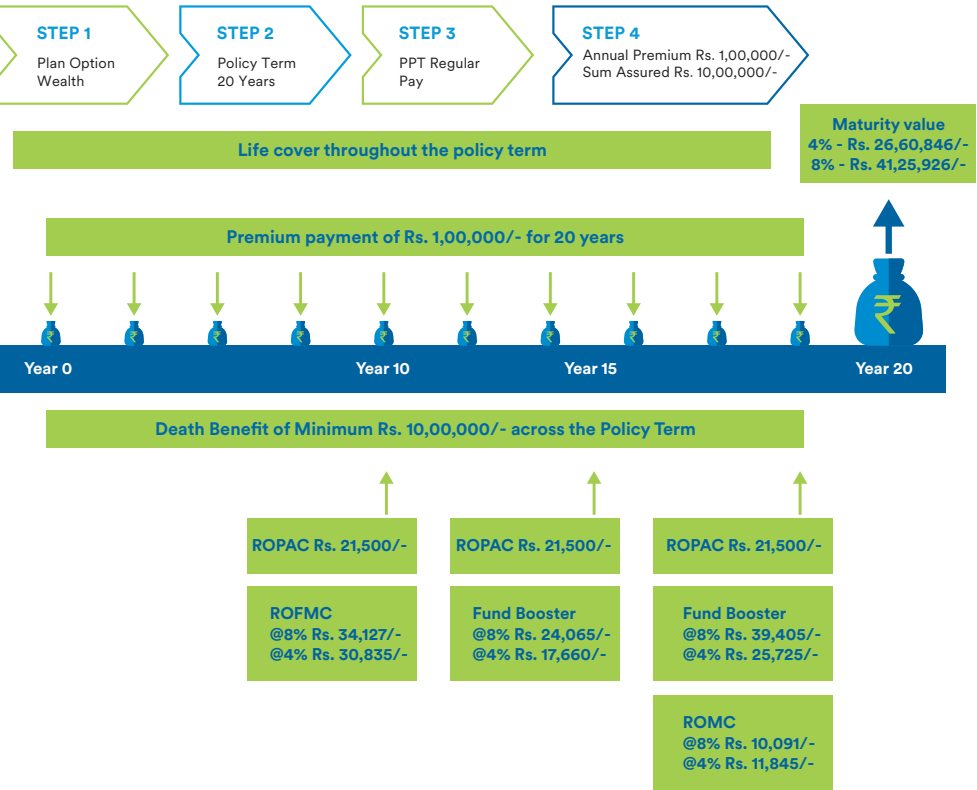 STEP 1
Plan Option
Wealth
STEP 2
Policy Term
20 Years
STEP 3
PPT Regular
Pay
STEP 4
Annual Premium Rs. 1,00,000/-
Sum Assured Rs. 10,00,000/-
Life cover throughout the policy term
Maturity value
4% - Rs. 26,60,846/-
8% - Rs. 41,25,926/-
Premium payment of Rs. 1,00,000/- for 20 years
₹ ₹ ₹ ₹ ₹ ₹ ₹ ₹ ₹ ₹ ₹
Year 0 Year 10 Year 15 Year 20
Death Benefit of Minimum Rs. 10,00,000/- across the Policy Term
ROPAC Rs. 21,500/-
ROFMC
@8% Rs. 34,127/-
@4% Rs. 30,835/-
ROPAC Rs. 21,500/-
Fund Booster
@8% Rs. 24,065/-
@4% Rs. 17,660/-
ROPAC Rs. 21,500/-
Fund Booster
@8% Rs. 39,405/-
@4% Rs. 25,725/-
ROMC
@8% Rs. 10,091/-
@4% Rs. 11,845/-